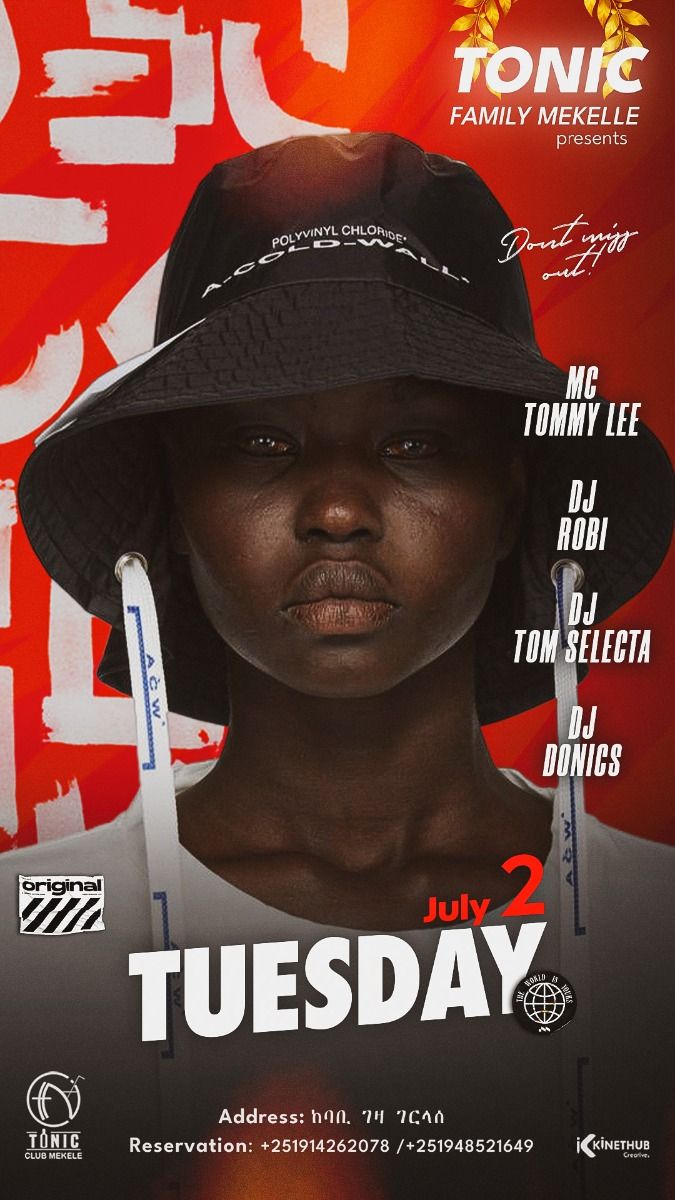 TONIC
FAMILY MEKELLE
presents
POLYVINYL CHLORIDE*
A-COLD-WALL*
Dont miss
out!
MC
TOMMY LEE
DJ
ROBI
DJ
TOM SELECTA
DJ
DONICS
ACW*
ACW*
original
July 2
TUESDAY
THE WORLD IS YOURS
TONIC
CLUB MEKELE
Address: ከባቢ ገዛ ገርላሰ
Reservation: +251914262078 /+251948521649
KINETHUB
Creative.